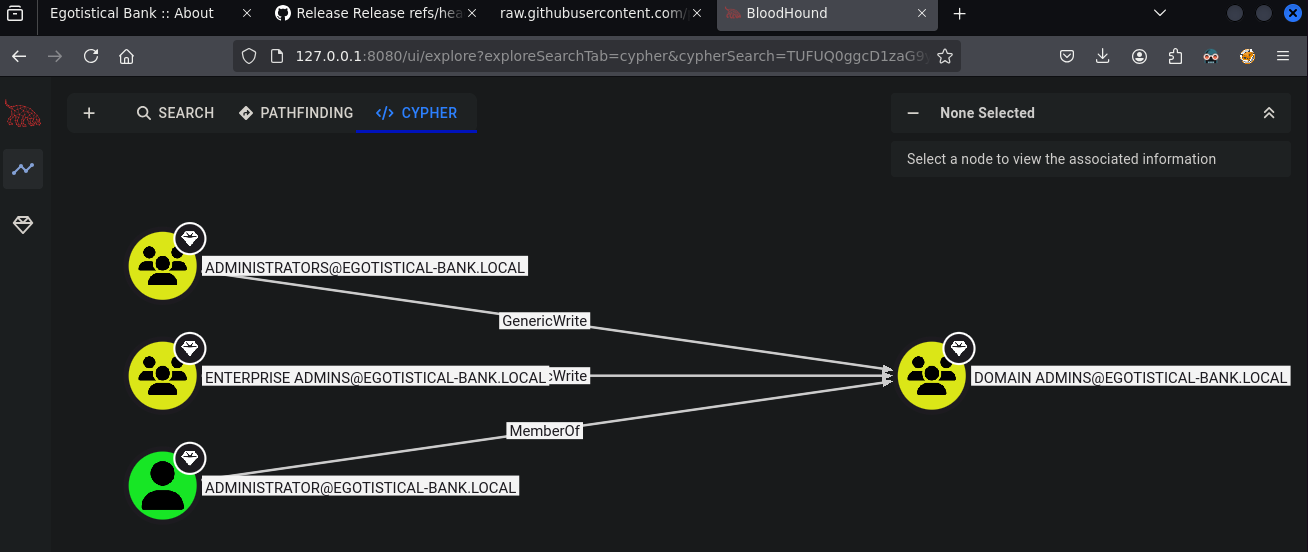 Egotistical Bank :: About
Release Release refs/hea
raw.githubusercontent.com/
BloodHound
127.0.0.1:8080/ui/explore?exploreSearchTab=cypher&cypherSearch=TUFUQ0ggcD1zaG9y
SEARCH
PATHFINDING
</> CYPHER
None Selected
Select a node to view the associated information
ADMINISTRATORS@EGOTISTICAL-BANK.LOCAL
GenericWrite
ENTERPRISE ADMINS@EGOTISTICAL-BANK.LOCAL
cWrite
DOMAIN ADMINS@EGOTISTICAL-BANK.LOCAL
MemberOf
ADMINISTRATOR@EGOTISTICAL-BANK.LOCAL